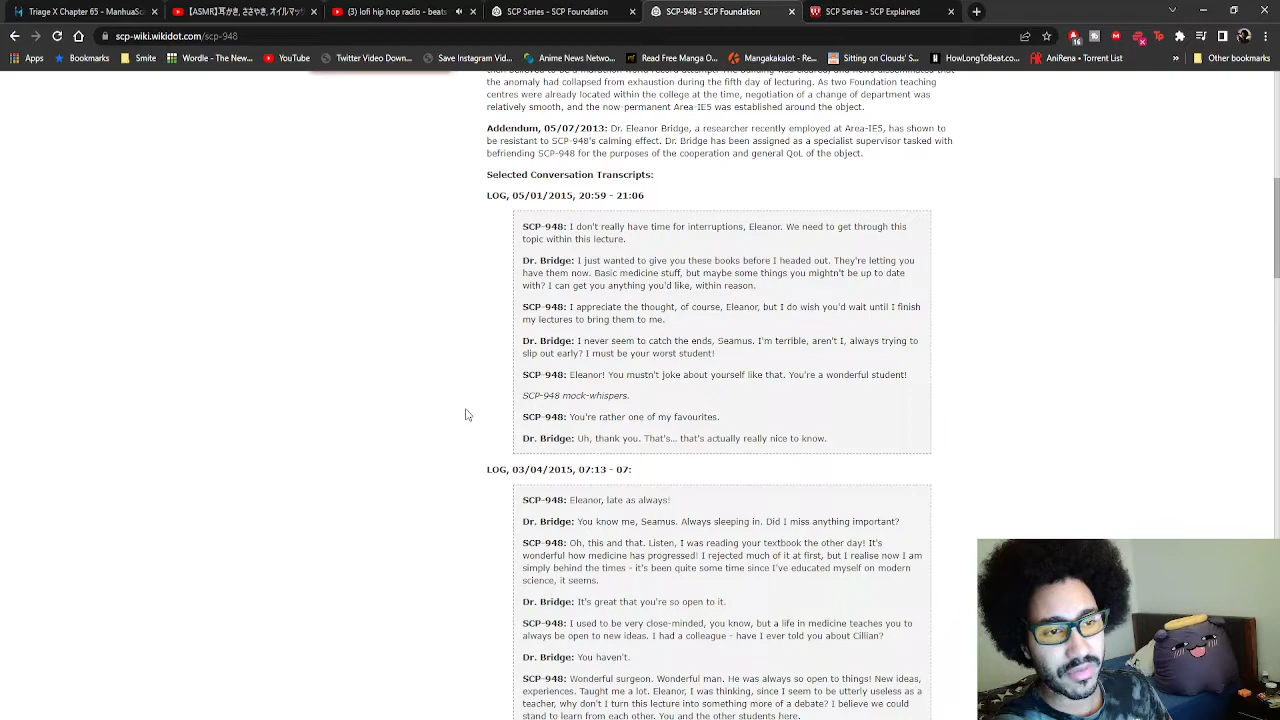 Triage X Chapter 65 - ManhuaSc
【ASMR】耳かき、ささやき、オイルマッ
(3) lofi hip hop radio - beats
SCP Series - SCP Foundation
SCP-948 - SCP Foundation
SCP Series - SCP Explained
scp-wiki.wikidot.com/scp-948
16
Apps
Bookmarks
Smite
Wordle - The New...
YouTube
Twitter Video Down...
Save Instagram Vid...
Anime News Networ...
Read Free Manga O...
Mangakakalot - Re...
Sitting on Clouds'S...
HowLongToBeat.co...
AniRena • Torrent List
»
Other bookmarks
the anomaly had collapsed from exhaustion during the fifth day of lecturing. As two Foundation teaching
centres were already located within the college at the time, negotiation of a change of department was
relatively smooth, and the now-permanent Area-IE5 was established around the object.
Addendum, 05/07/2013: Dr. Eleanor Bridge, a researcher recently employed at Area-IE5, has shown to
be resistant to SCP-948's calming effect. Dr. Bridge has been assigned as a specialist supervisor tasked with
befriending SCP-948 for the purposes of the cooperation and general QoL of the object.
Selected Conversation Transcripts:
LOG, 05/01/2015, 20:59 - 21:06
SCP-948: I don't really have time for interruptions, Eleanor. We need to get through this
topic within this lecture.
Dr. Bridge: I just wanted to give you these books before I headed out. They're letting you
have them now. Basic medicine stuff, but maybe some things you mightn't be up to date
with? I can get you anything you'd like, within reason.
SCP-948: I appreciate the thought, of course, Eleanor, but I do wish you'd wait until I finish
my lectures to bring them to me.
Dr. Bridge: I never seem to catch the ends, Seamus. I'm terrible, aren't I, always trying to
slip out early? I must be your worst student!
SCP-948: Eleanor! You mustn't joke about yourself like that. You're a wonderful student!
SCP-948 mock-whispers.
SCP-948: You're rather one of my favourites.
Dr. Bridge: Uh, thank you. That's... that's actually really nice to know.
LOG, 03/04/2015, 07:13 - 07:
SCP-948: Eleanor, late as always!
Dr. Bridge: You know me, Seamus. Always sleeping in. Did I miss anything important?
SCP-948: Oh, this and that. Listen, I was reading your textbook the other day! It's
wonderful how medicine has progressed! I rejected much of it at first, but I realise now I am
simply behind the times - it's been quite some time since I've educated myself on modern
science, it seems.
Dr. Bridge: It's great that you're so open to it.
SCP-948: I used to be very close-minded, you know, but a life in medicine teaches you to
always be open to new ideas. I had a colleague - have I ever told you about Cillian?
Dr. Bridge: You haven't.
SCP-948: Wonderful surgeon. Wonderful man. He was always so open to things! New ideas,
experiences. Taught me a lot. Eleanor, I was thinking, since I seem to be utterly useless as a
teacher, why don't I turn this lecture into something more of a debate? I believe we could
stand to learn from each other. You and the other students here.